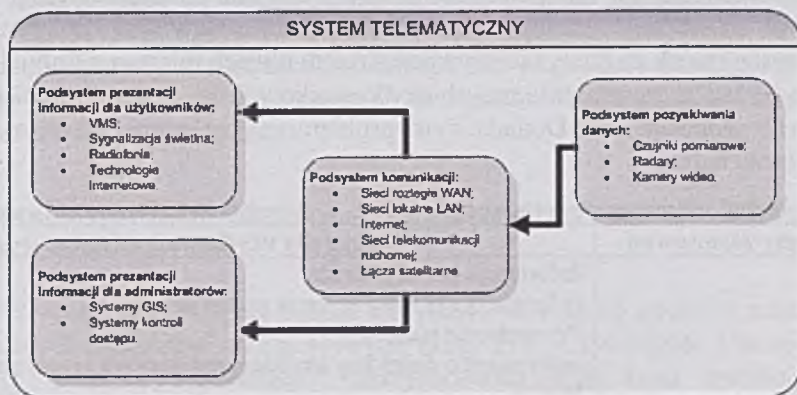 SYSTEM TELEMATYCZNY
Podsystem prezentacji
Informacji dla użytkowników:
• VMS;
• Sygnalizacja świetlna;
• Radiofonia;
• Technologie
Internetowe.
Podsystem prezentacji
Informacji dla administratorów:
• Systemy GIS;
• Systemy kontroli
dostępu.
Podsystem komunikacji:
• Sieci rozległe WAN;
• Sieci lokalne LAN;
• Internet;
• Sieci telekomunikacji
ruchomej;
• Łącza satelitarne
Podsystem pozyskiwania
danych:
• Czujniki pomiarowe;
• Radary;
• Kamery wideo.